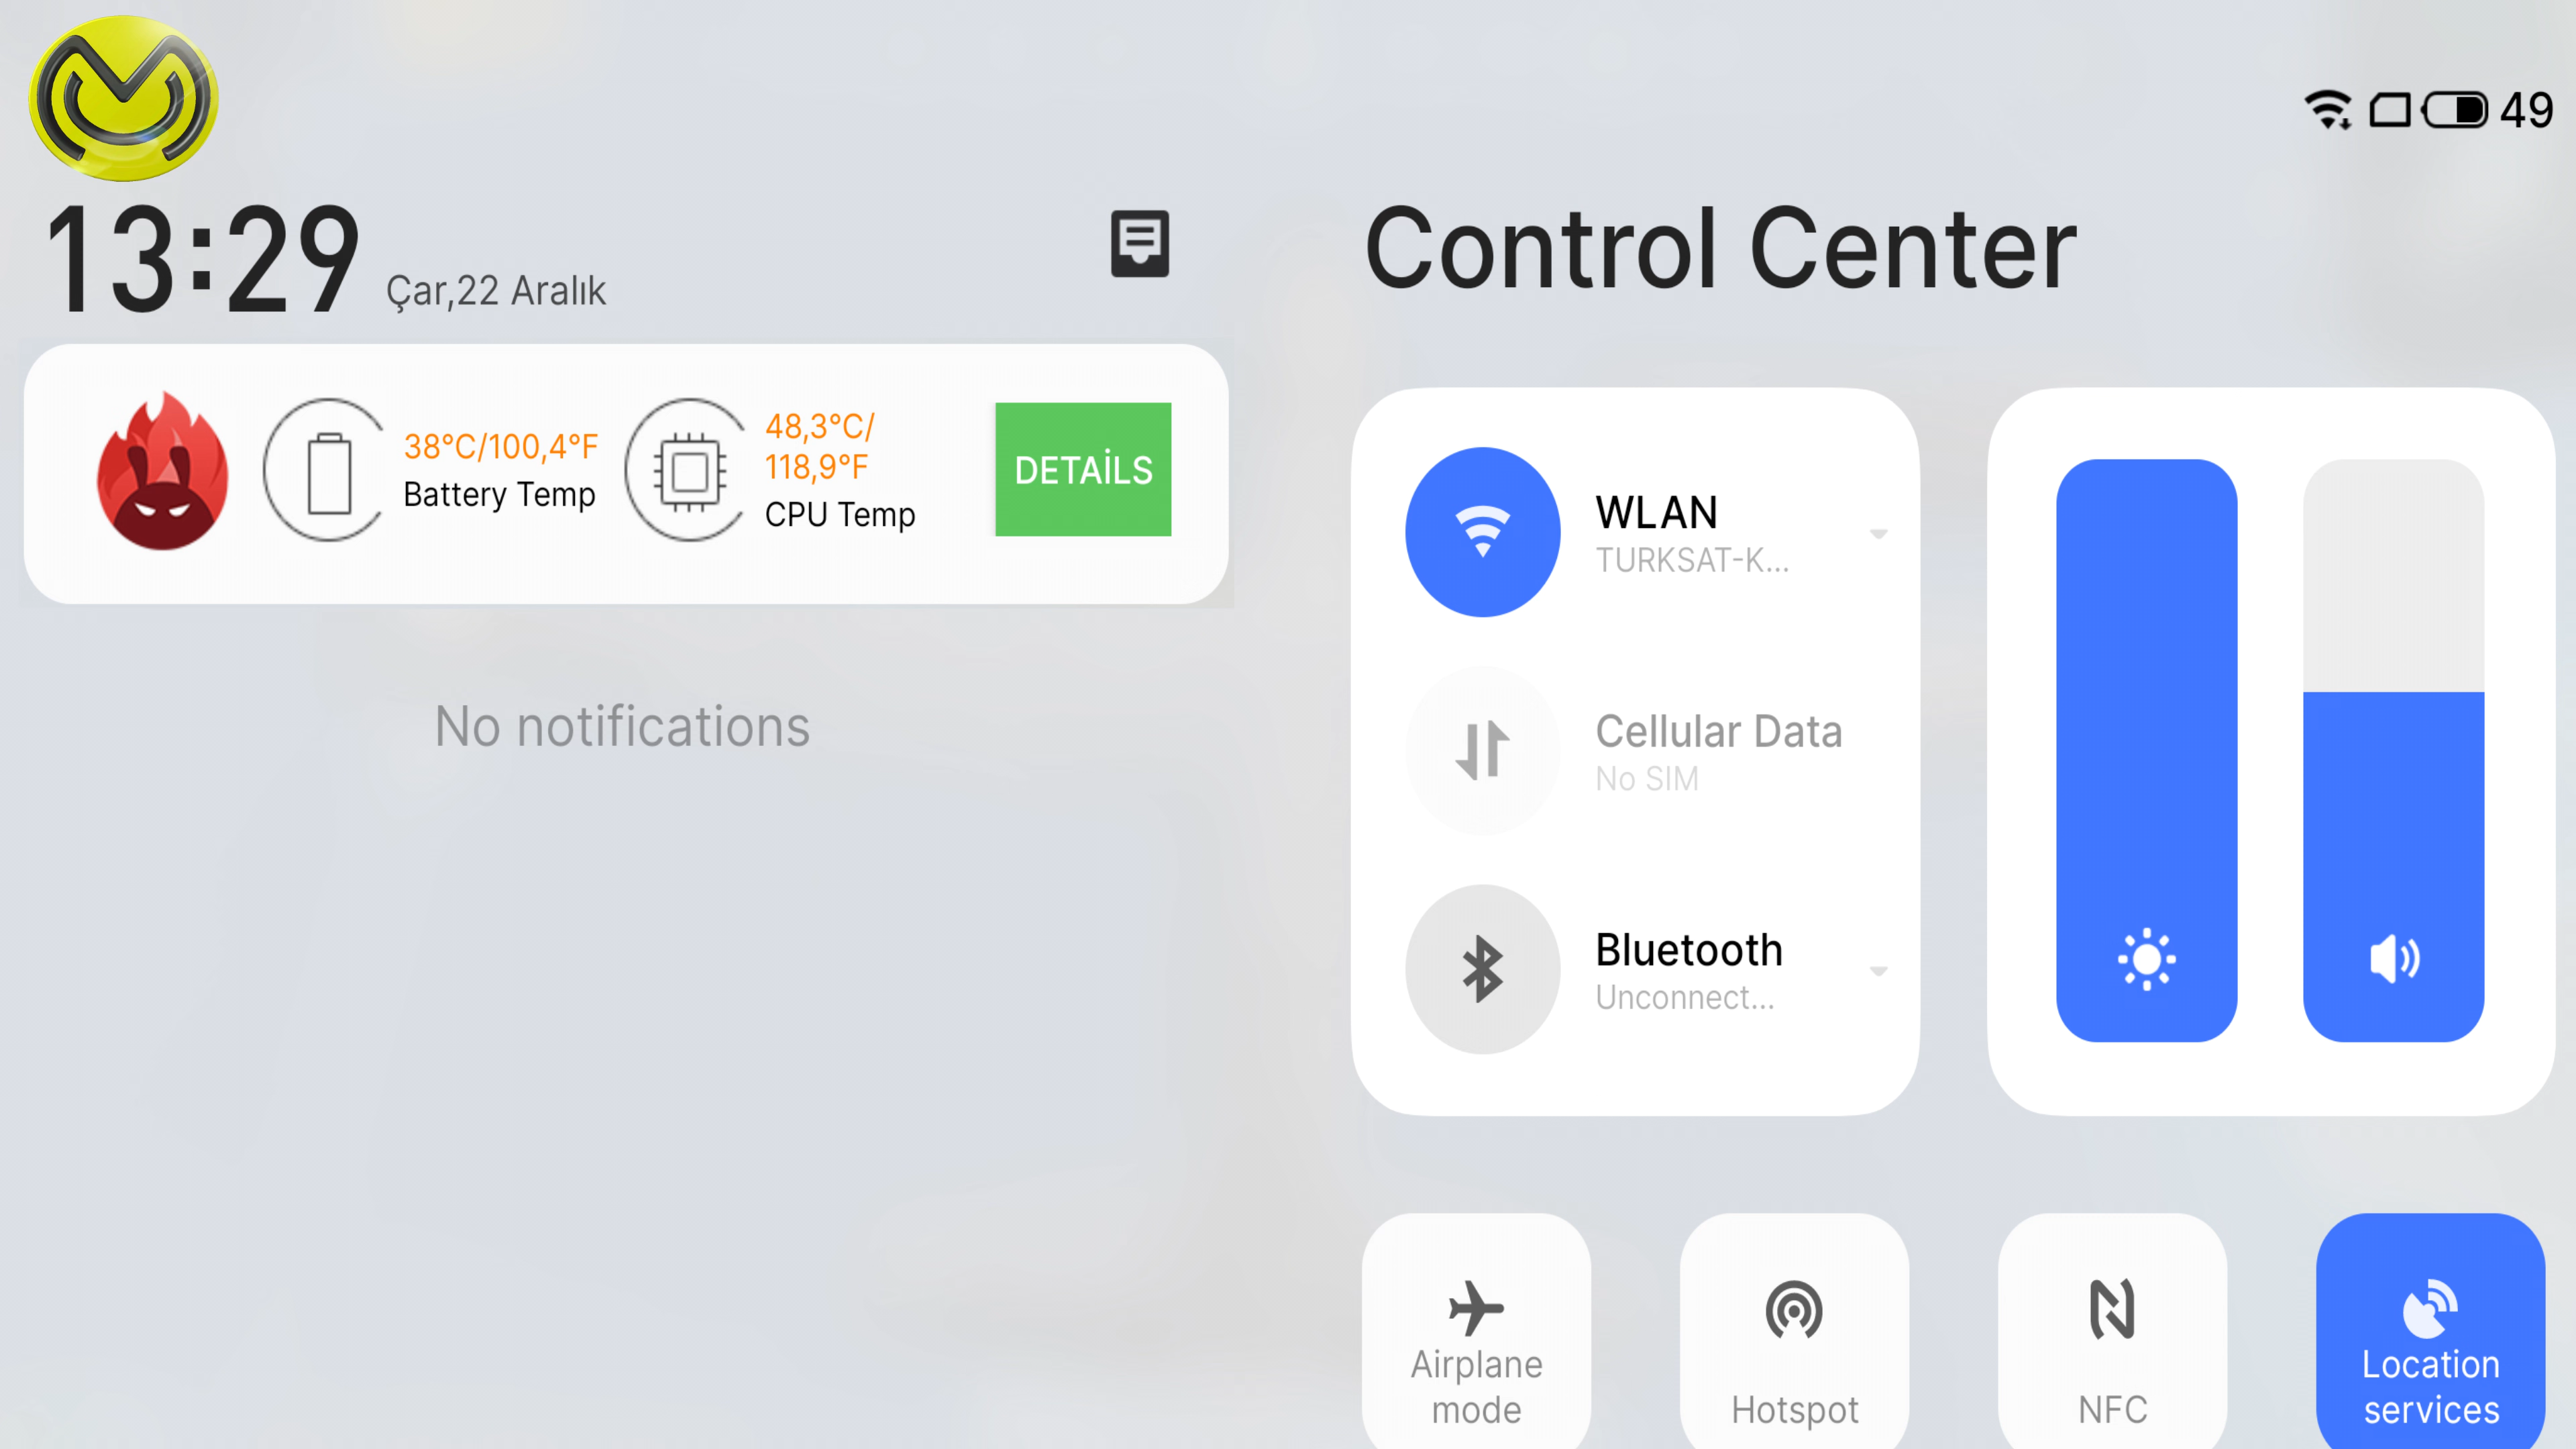 49
13:29 Çar,22 Aralık
38°C/100,4°F
Battery Temp
48,3°C/
118,9°F
CPU Temp
DETAİLS
No notifications
Control Center
WLAN
TURKSAT-K...
Cellular Data
No SIM
Bluetooth
Unconnect...
Airplane
mode
Hotspot
NFC
Location
services